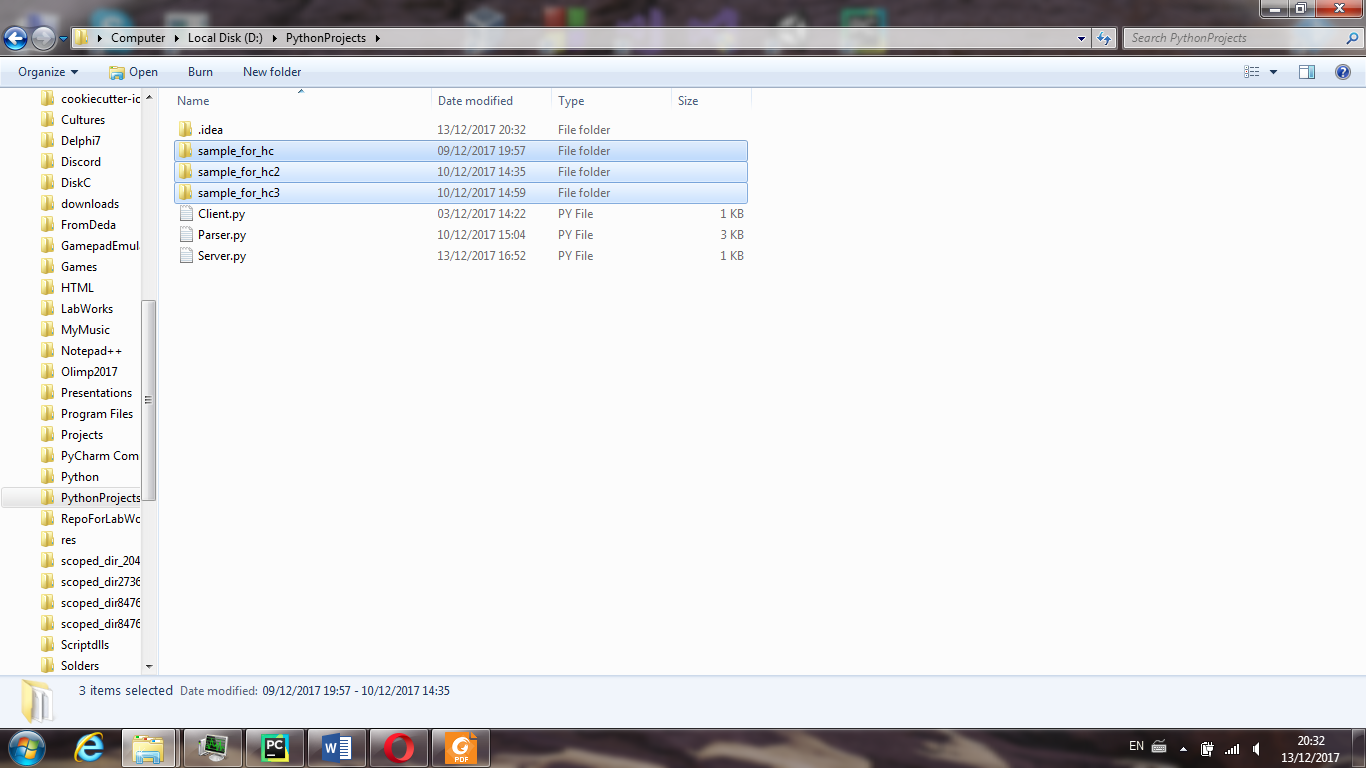 Computer Local Disk (D:) PythonProjects
Search PythonProjects
Organize Open Burn New folder
Name Date modified Type Size
.idea 13/12/2017 20:32 File folder
sample_for_hc 09/12/2017 19:57 File folder
sample_for_hc2 10/12/2017 14:35 File folder
sample_for_hc3 10/12/2017 14:59 File folder
Client.py 03/12/2017 14:22 PY File 1 KB
Parser.py 10/12/2017 15:04 PY File 3 KB
Server.py 13/12/2017 16:52 PY File 1 KB
cookiecutter-ic
Cultures
Delphi7
Discord
DiskC
downloads
FromDeda
GamepadEmul
Games
HTML
LabWorks
MyMusic
Notepad++
Olimp2017
Presentations
Program Files
Projects
PyCharm Com
Python
PythonProjects
RepoForLabWo
res
scoped_dir_204
scoped_dir2736
scoped_dir8476
scoped_dir8476
Scriptdlls
Solders
3 items selected Date modified: 09/12/2017 19:57 - 10/12/2017 14:35
PC
W
PDF
EN
20:32
13/12/2017